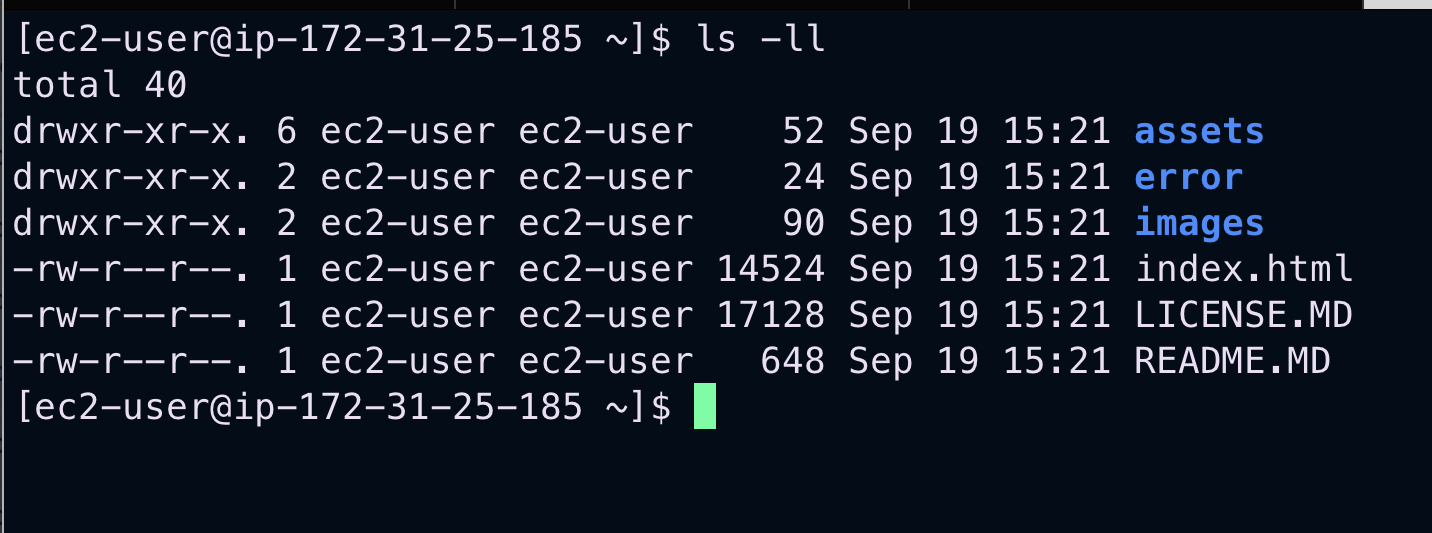 [ec2-user@ip-172-31-25-185 ~]$ ls -ll
total 40
drwxr-xr-x. 6 ec2-user ec2-user    52 Sep 19 15:21 assets
drwxr-xr-x. 2 ec2-user ec2-user    24 Sep 19 15:21 error
drwxr-xr-x. 2 ec2-user ec2-user    90 Sep 19 15:21 images
-rw-r--r--. 1 ec2-user ec2-user 14524 Sep 19 15:21 index.html
-rw-r--r--. 1 ec2-user ec2-user 17128 Sep 19 15:21 LICENSE.MD
-rw-r--r--. 1 ec2-user ec2-user   648 Sep 19 15:21 README.MD
[ec2-user@ip-172-31-25-185 ~]$